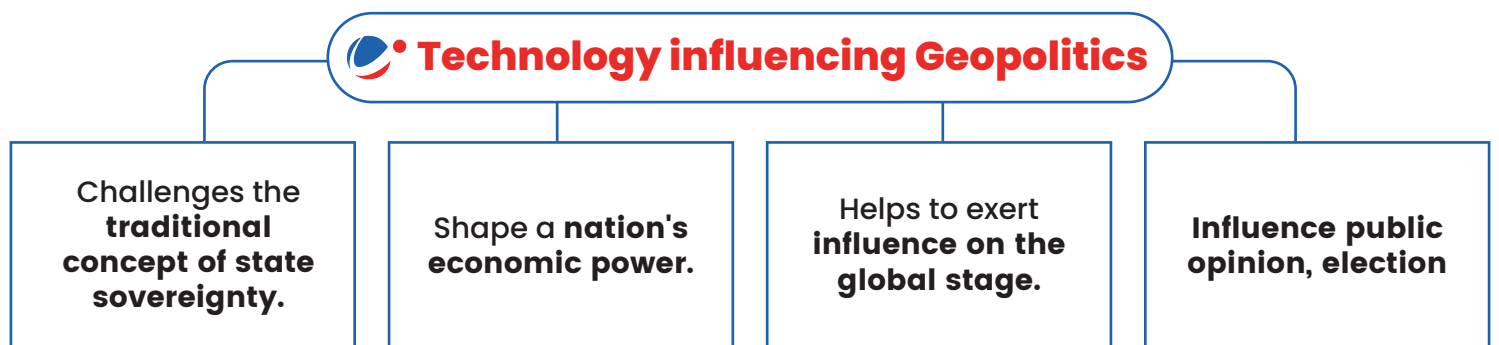 Technology influencing Geopolitics
Challenges the
traditional
concept of state
sovereignty.
Shape a nation's
economic power.
Helps to exert
influence on the
global stage.
Influence public
opinion, election